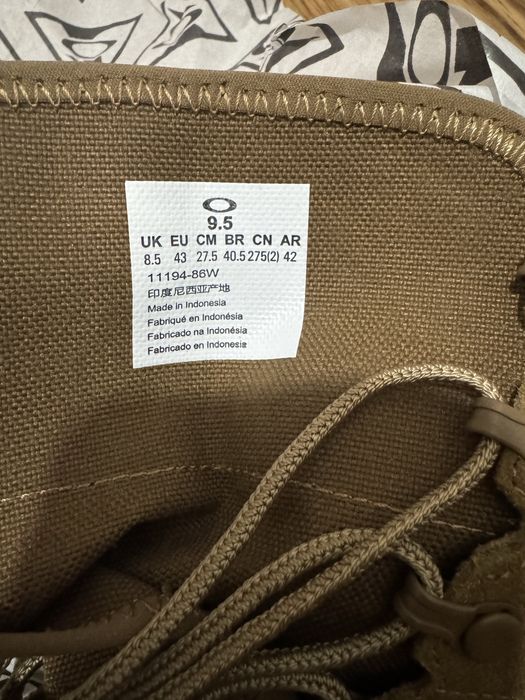 9.5
UK EU CM BR CN AR
8.5 43 27.5 40.5 275(2) 42
11194-86W
印度尼西亚产地
Made in Indonesia
Fabriqué en Indonésia
Fabricado na Indonésia
Fabricado en Indonesia